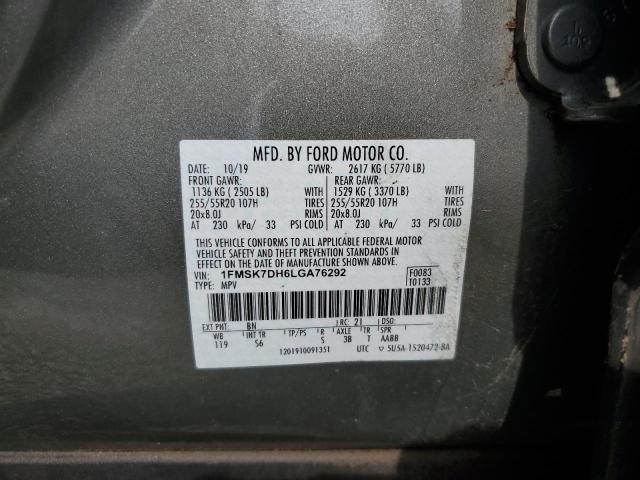 MFD. BY FORD MOTOR CO.
DATE: 10/19 GVWR: 2617 KG ( 5770 LB)
FRONT GAWR: REAR GAWR:
1136 KG ( 2505 LB) WITH 1529 KG ( 3370 LB) WITH
255/55R20 107H TIRES 255/55R20 107H TIRES
20x8.0J RIMS 20x8.0J RIMS
AT 230 kPa/ 33 PSI COLD AT 230 kPa/ 33 PSI COLD
THIS VEHICLE CONFORMS TO ALL APPLICABLE FEDERAL MOTOR
VEHICLE SAFETY AND THEFT PREVENTION STANDARDS IN
EFFECT ON THE DATE OF MANUFACTURE SHOWN ABOVE.
VIN: 1FMSK7DH6LGA76292 F0083
TYPE: MPV T0133
EXT PNT: BN RC: 21 DSO:
WB INT TR TP/PS R AXLE TR SPR
119 S6 S 3B T AABB
1201910091351 UTC ▽ 5U5A-1520472-BA